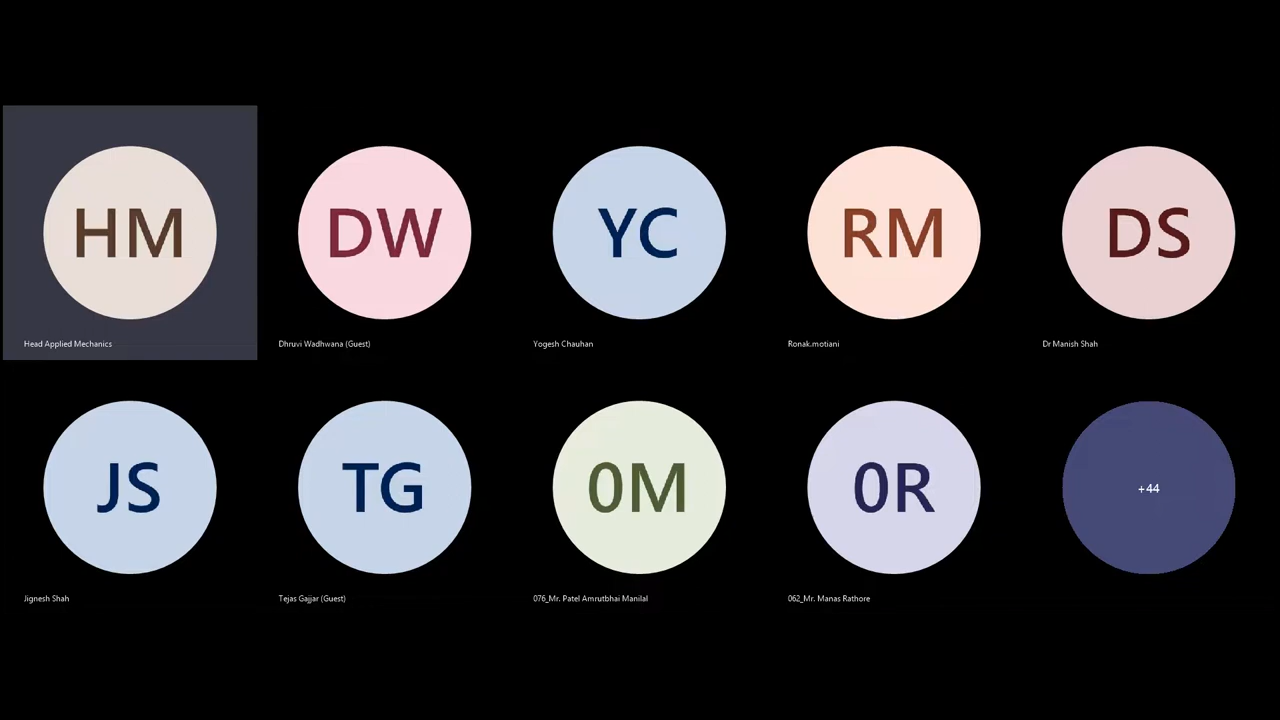 HM
DW
YC
RM
DS
Head Applied Mechanics
Dhruvi Wadhwana (Guest)
Yogesh Chauhan
Ronak.motiani
Dr Manish Shah
JS
TG
0M
0R
+44
Jignesh Shah
Tejas Gajjar (Guest)
076_Mr. Patel Amrutbhai Manilal
062_Mr. Manas Rathore